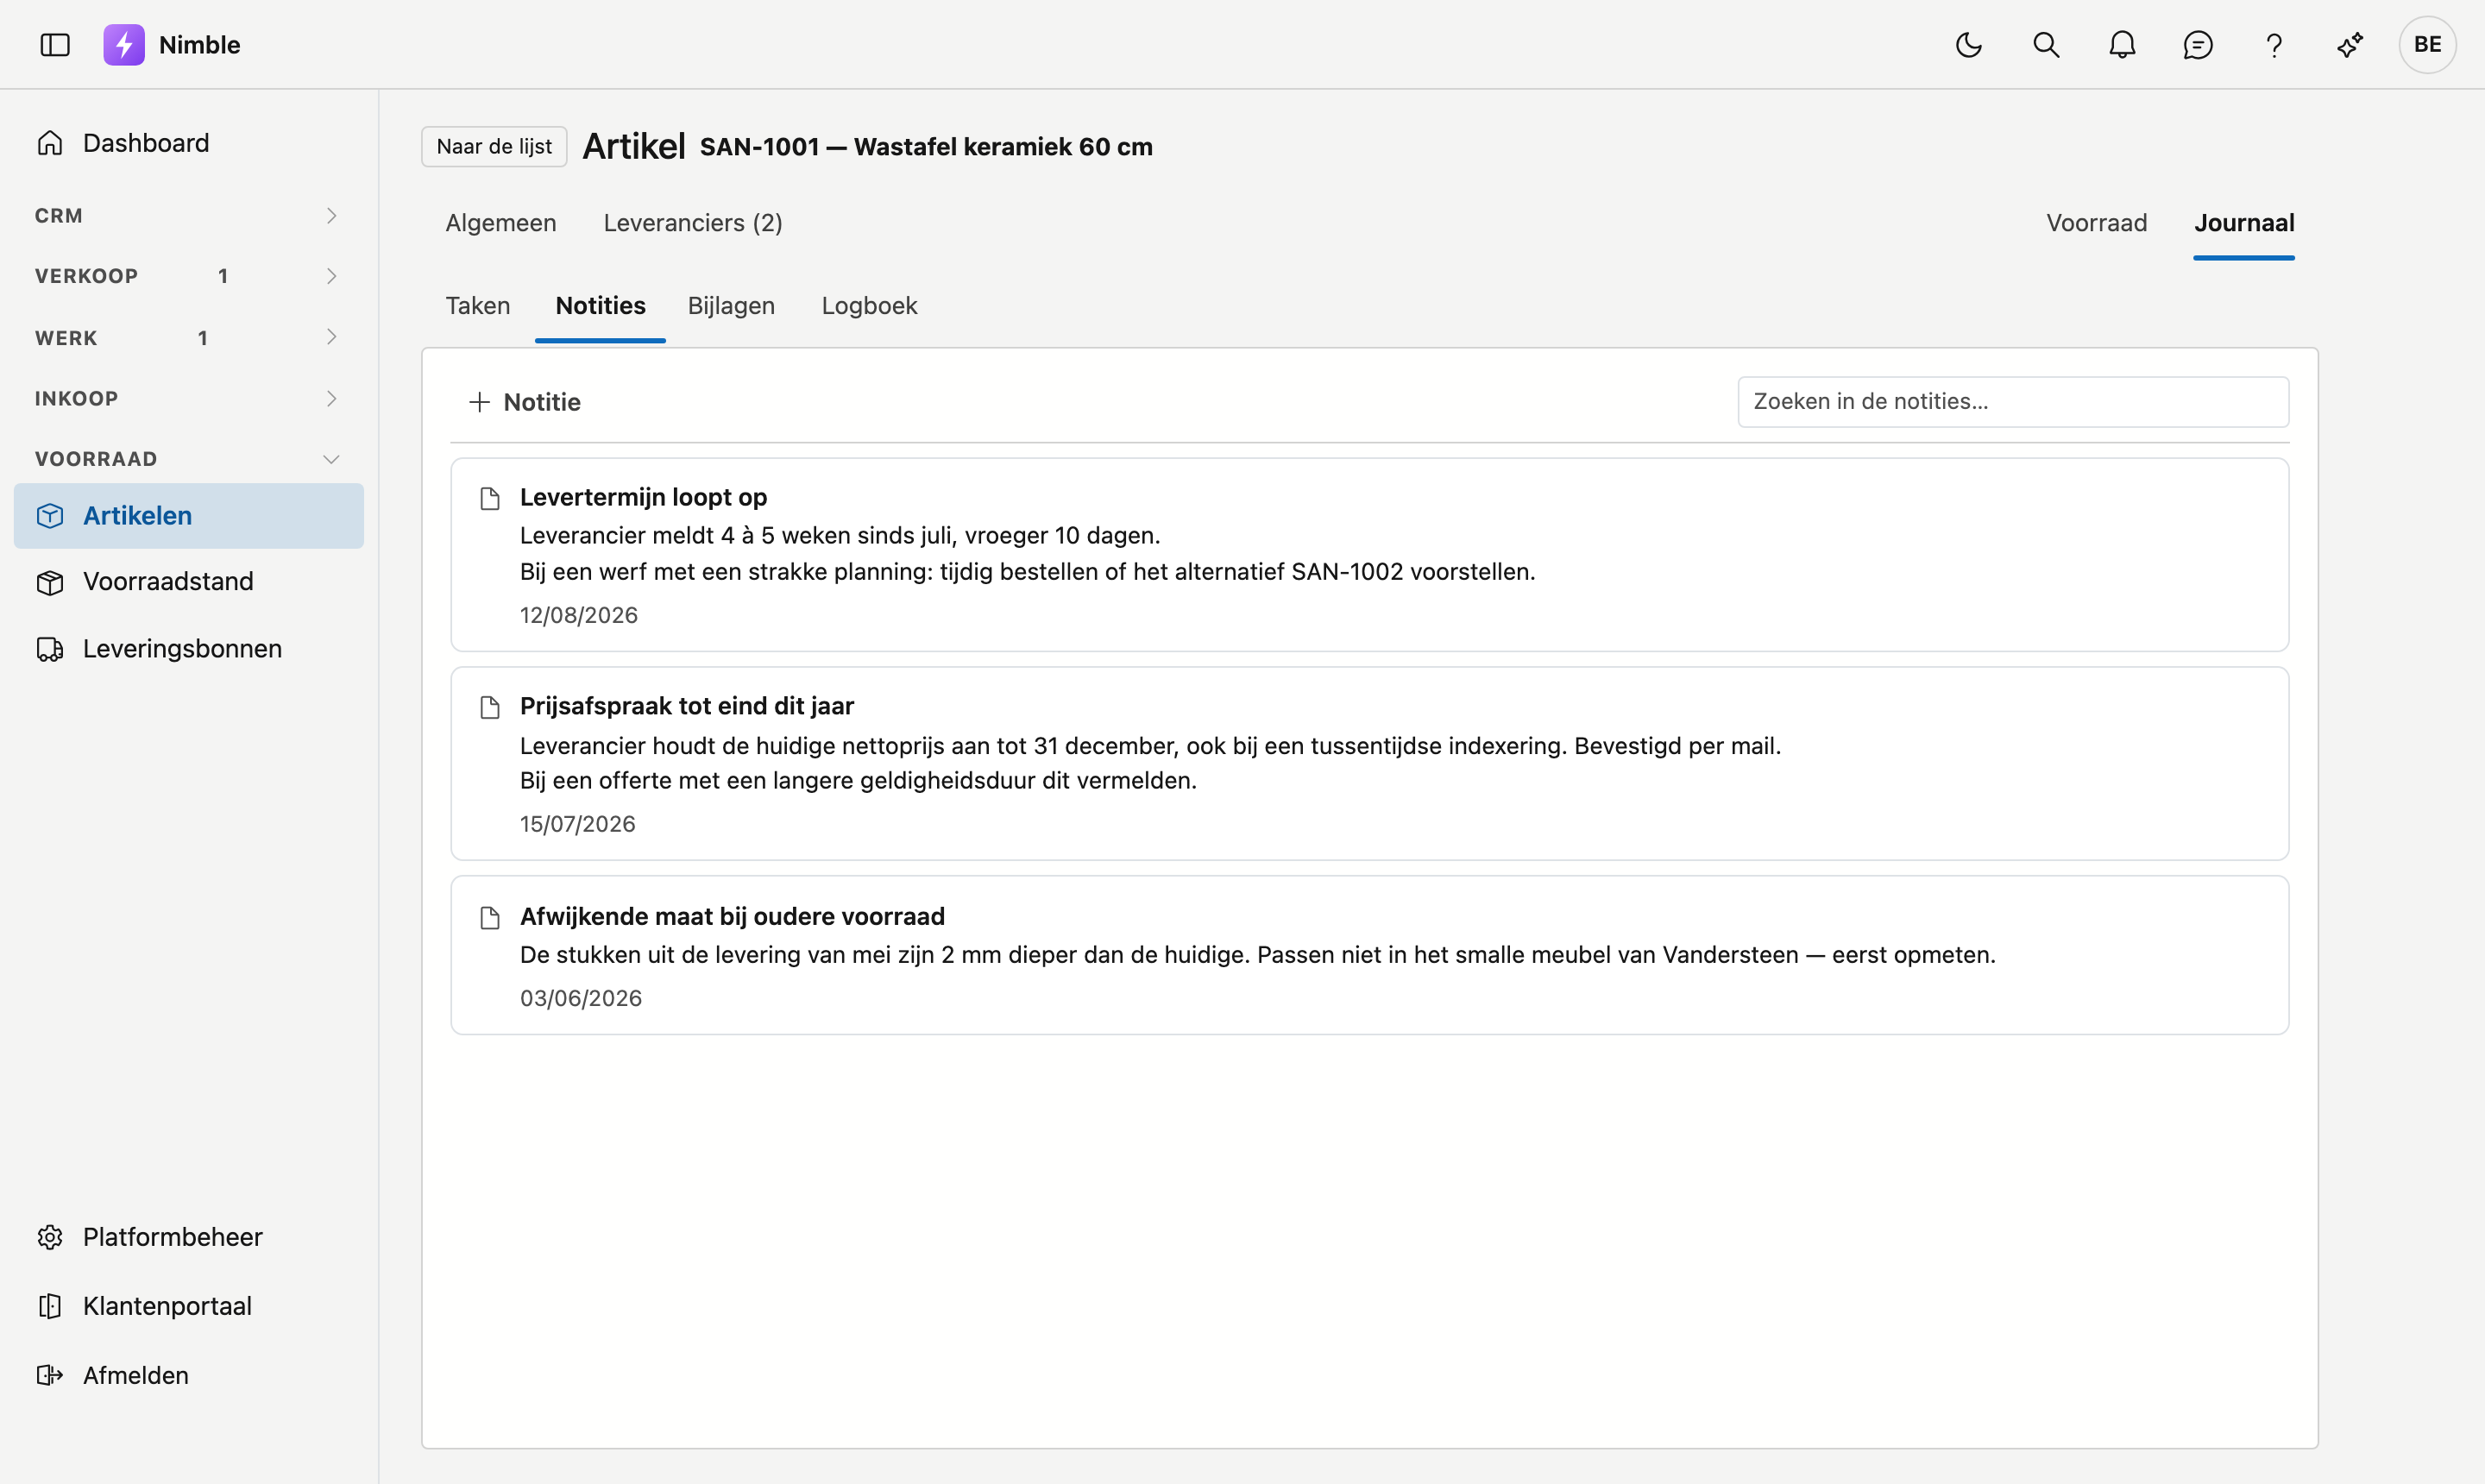 Nimble
BE
Dashboard
CRM
VERKOOP 1
WERK 1
INKOOP
VOORRAAD
Artikelen
Voorraadstand
Leveringsbonnen
Platformbeheer
Klantenportaal
Afmelden
Naar de lijst Artikel SAN-1001 — Wastafel keramiek 60 cm
Algemeen Leveranciers (2) Voorraad Journaal
Taken Notities Bijlagen Logboek
Notitie Zoeken in de notities...
Levertermijn loopt op
Leverancier meldt 4 à 5 weken sinds juli, vroeger 10 dagen.
Bij een werf met een strakke planning: tijdig bestellen of het alternatief SAN-1002 voorstellen.
12/08/2026
Prijsafspraak tot eind dit jaar
Leverancier houdt de huidige nettoprijs aan tot 31 december, ook bij een tussentijdse indexering. Bevestigd per mail.
Bij een offerte met een langere geldigheidsduur dit vermelden.
15/07/2026
Afwijkende maat bij oudere voorraad
De stukken uit de levering van mei zijn 2 mm dieper dan de huidige. Passen niet in het smalle meubel van Vandersteen — eerst opmeten.
03/06/2026